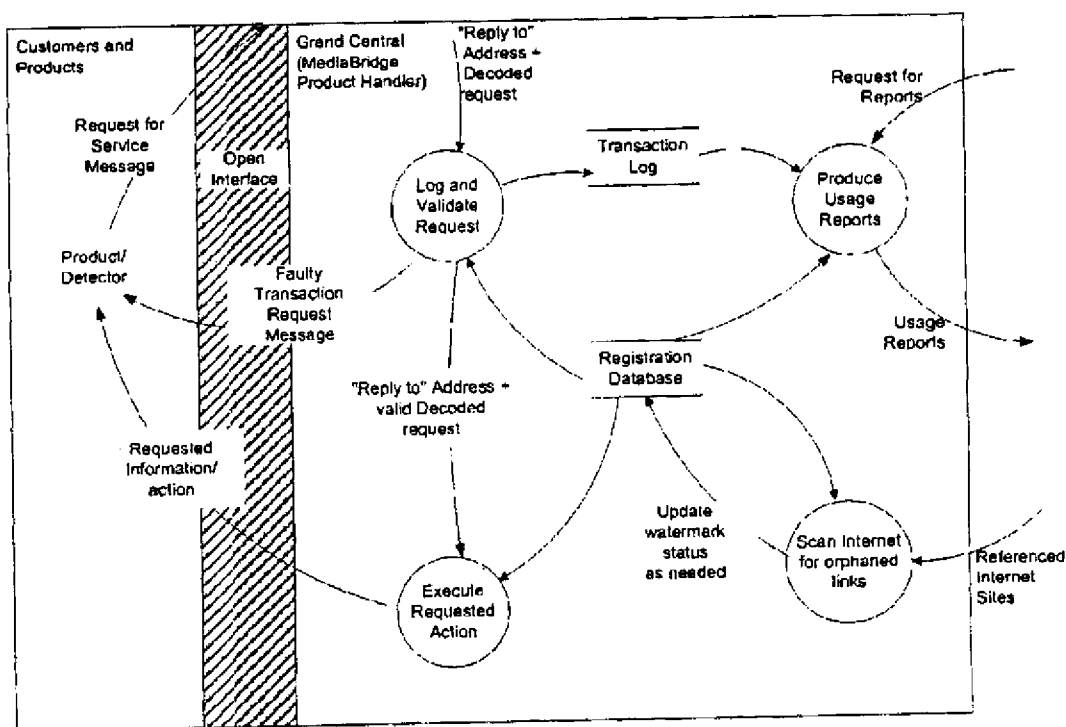 Customers and
Products
Grand Central
(MediaBridge
Product Handler)
"Reply to"
Address +
Decoded
request
Request for
Reports
Request for
Service
Message
Open
Interface
Transaction
Log
Log and
Validate
Request
Produce
Usage
Reports
Product/
Detector
Faulty
Transaction
Request
Message
Usage
Reports
Registration
Database
"Reply to" Address +
valid Decoded
request
Requested
Information/
action
Update
watermark
status
as needed
Scan Internet
for orphaned
links
Referenced
Internet
Sites
Execute
Requested
Action